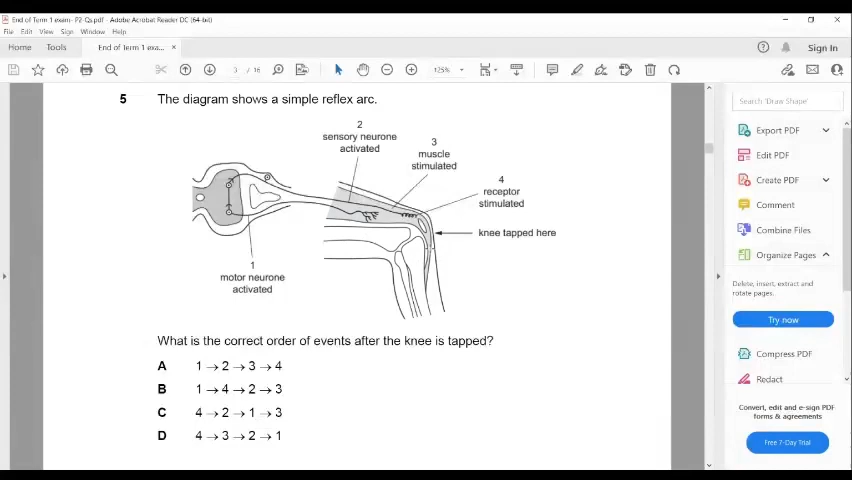 End of Term 1 exam- P2-Qs.pdf - Adobe Acrobat Reader DC (64-bit)
File Edit View Sign Window Help
Home Tools End of Term 1 exa... × Sign In
3 / 16 125%
5 The diagram shows a simple reflex arc.
2
sensory neurone
activated
3
muscle
stimulated
4
receptor
stimulated
knee tapped here
1
motor neurone
activated
What is the correct order of events after the knee is tapped?
A 1 → 2 → 3 → 4
B 1 → 4 → 2 → 3
C 4 → 2 → 1 → 3
D 4 → 3 → 2 → 1
Search 'Draw Shape'
Export PDF
Edit PDF
Create PDF
Comment
Combine Files
Organize Pages
Delete, insert, extract and
rotate pages.
Try now
Compress PDF
Redact
Convert, edit and e-sign PDF
forms & agreements
Free 7-Day Trial